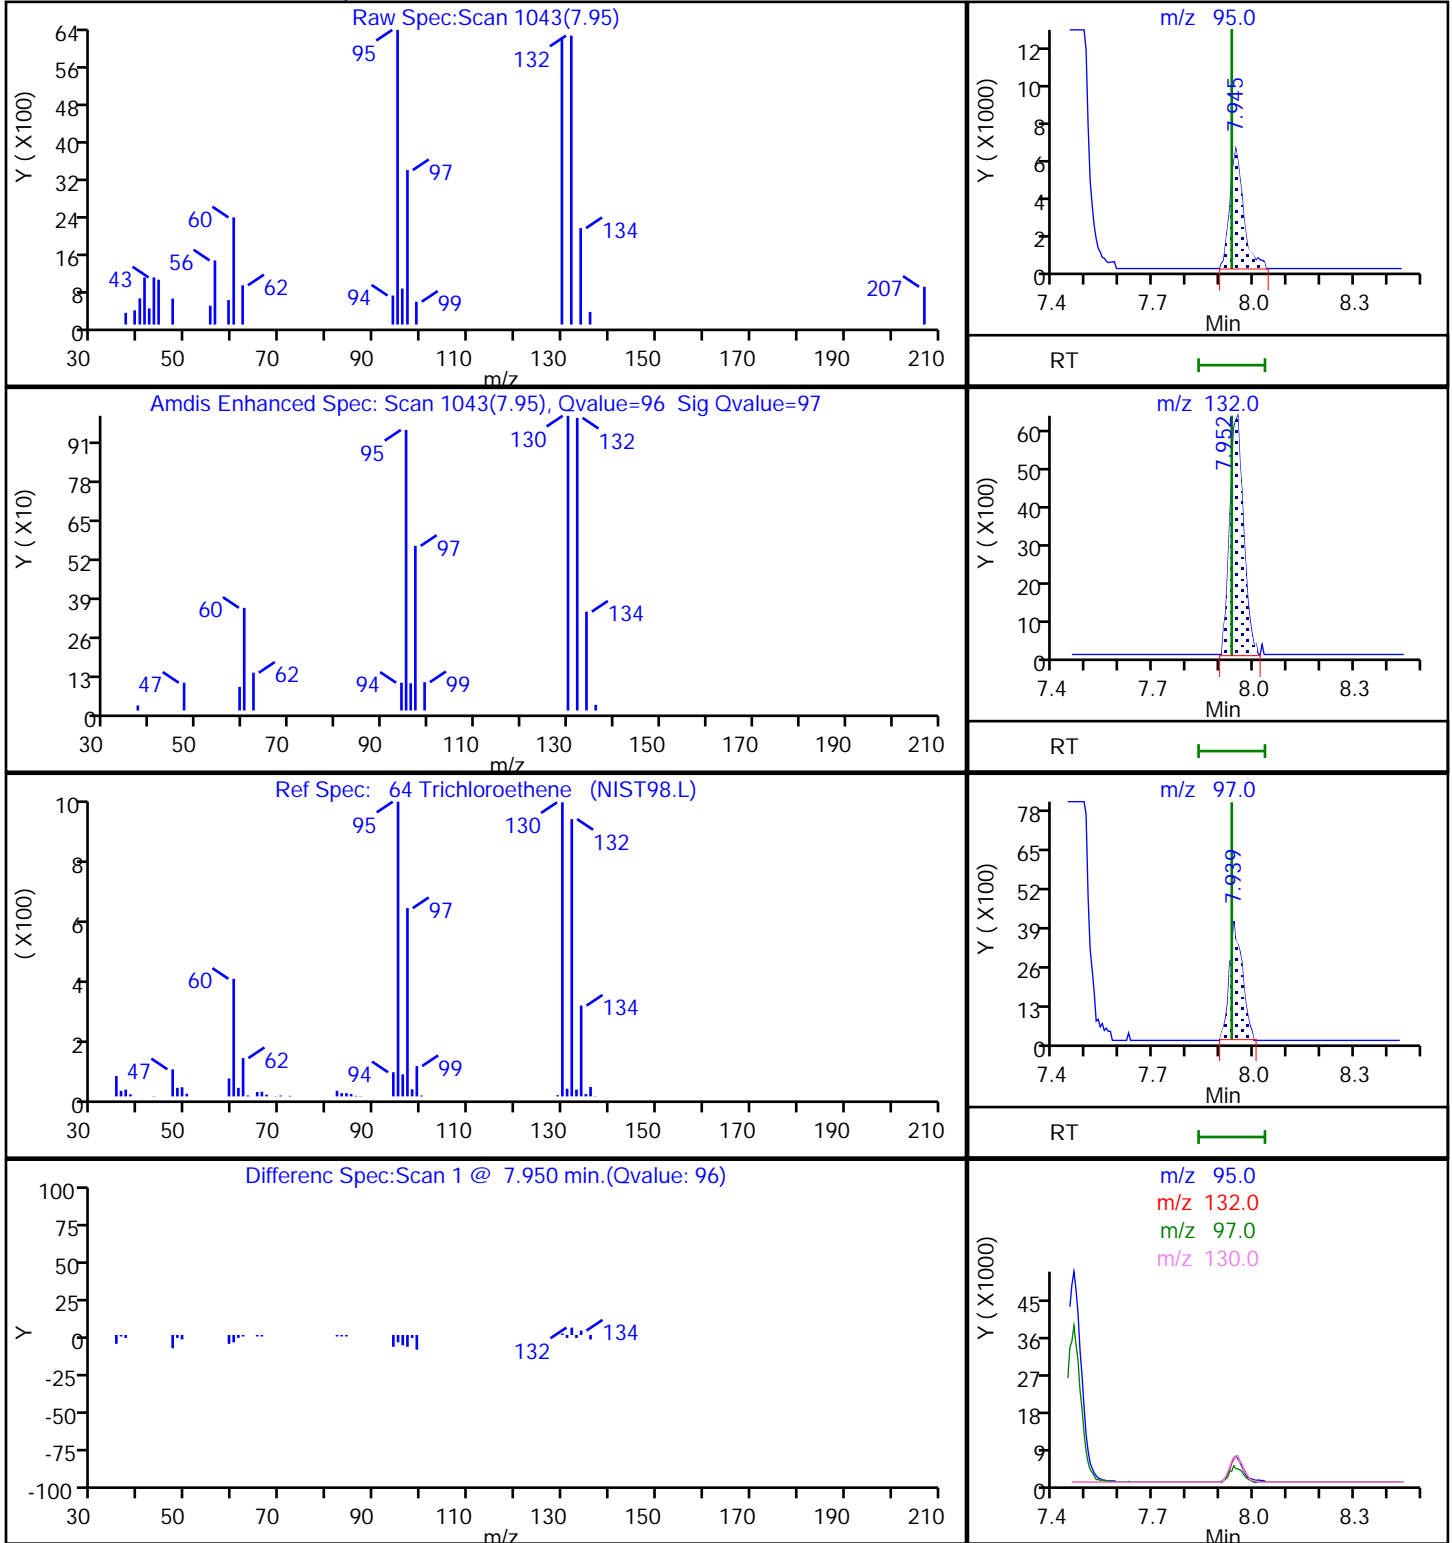 Raw Spec:Scan 1043(7.95)
Y ( X100)
64
56
48
40
32
24
16
8
0
95
132
97
60
134
56
43
62
94
99
207
30 50 70 90 110 130 150 170 190 210
m/z
m/z 95.0
Y ( X1000)
12
10
8
6
4
2
0
7.945
7.4 7.7 8.0 8.3
Min
RT
Amdis Enhanced Spec: Scan 1043(7.95), Qvalue=96 Sig Qvalue=97
Y ( X10)
91
78
65
52
39
26
13
0
130
132
95
97
60
134
62
47
94
99
30 50 70 90 110 130 150 170 190 210
m/z
m/z 132.0
Y ( X100)
60
50
40
30
20
10
0
7.952
7.4 7.7 8.0 8.3
Min
RT
Ref Spec: 64 Trichloroethene (NIST98.L)
( X100)
10
8
6
4
2
0
95
130
132
97
60
134
62
47
94
99
30 50 70 90 110 130 150 170 190 210
m/z 97.0
Y ( X100)
78
65
52
39
26
13
0
7.939
7.4 7.7 8.0 8.3
Min
RT
Differenc Spec:Scan 1 @ 7.950 min.(Qvalue: 96)
Y
100
75
50
25
0
-25
-50
-75
-100
132
134
30 50 70 90 110 130 150 170 190 210
m/z
m/z 95.0
m/z 132.0
m/z 97.0
m/z 130.0
Y ( X1000)
45
36
27
18
9
0
7.4 7.7 8.0 8.3
Min